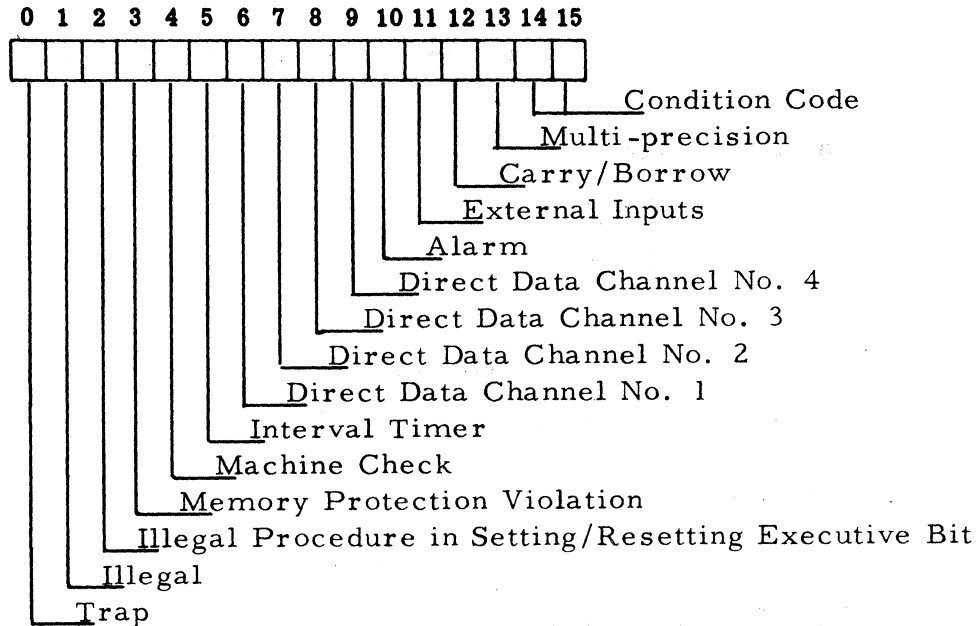 0 1 2 3 4 5 6 7 8 9 10 11 12 13 14 15
Condition Code
Multi-precision
Carry/Borrow
External Inputs
Alarm
Direct Data Channel No. 4
Direct Data Channel No. 3
Direct Data Channel No. 2
Direct Data Channel No. 1
Interval Timer
Machine Check
Memory Protection Violation
Illegal Procedure in Setting/Resetting Executive Bit
Illegal
Trap